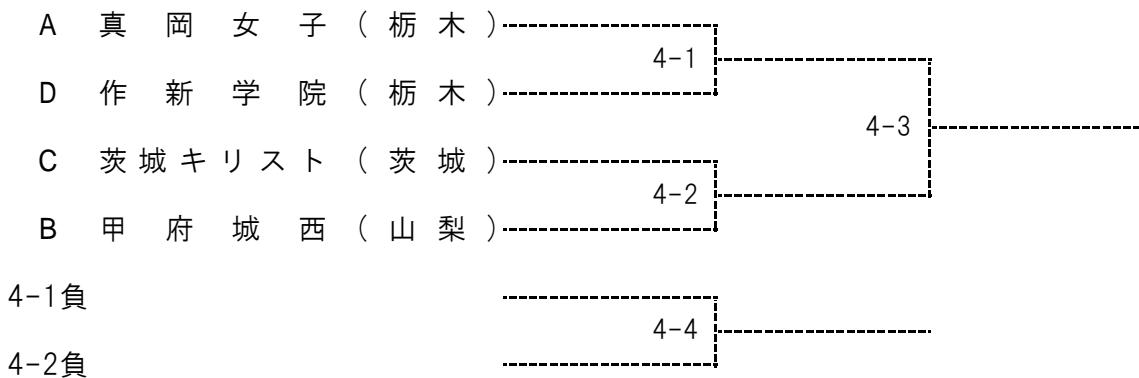 A 真岡女子（栃木）
4-1
D 作新学院（栃木）
4-3
C 茨城キリスト（茨城）
4-2
B 甲府城西（山梨）
4-1負
4-4
4-2負